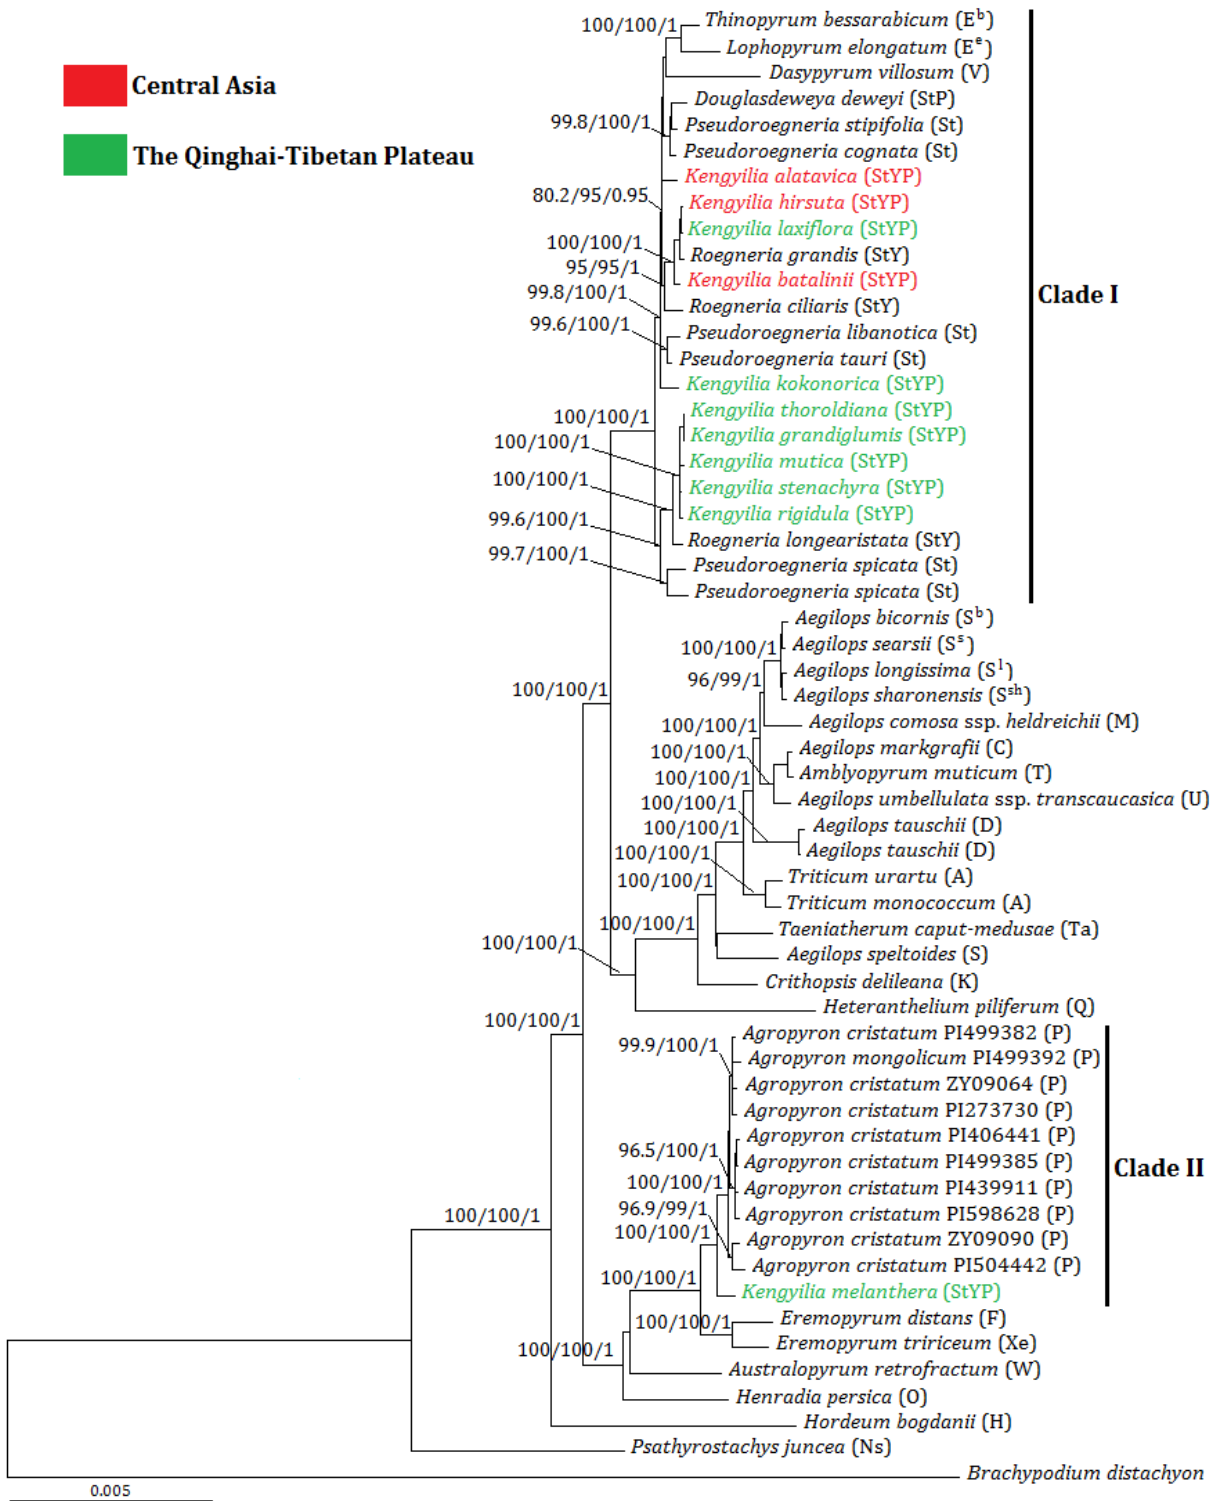 Thinopyrum bessarabicum (Eᵇ)
100/100/1
Lophopyrum elongatum (Eᵉ)
Dasypyrum villosum (V)
Central Asia
Douglasdeweya deweyi (StP)
99.8/100/1
Pseudoroegneria stipifolia (St)
The Qinghai-Tibetan Plateau
Pseudoroegneria cognata (St)
Kengyilia alatavica (StYP)
80.2/95/0.95
Kengyilia hirsuta (StYP)
Kengyilia laxiflora (StYP)
100/100/1
Roegneria grandis (StY)
95/95/1
Kengyilia batalinii (StYP)
99.8/100/1
Clade I
Roegneria ciliaris (StY)
99.6/100/1
Pseudoroegneria libanotica (St)
Pseudoroegneria tauri (St)
Kengyilia kokonorica (StYP)
Kengyilia thoroldiana (StYP)
100/100/1
Kengyilia grandiglumis (StYP)
100/100/1
Kengyilia mutica (StYP)
100/100/1
Kengyilia stenachyra (StYP)
Kengyilia rigidula (StYP)
99.6/100/1
Roegneria longearistata (StY)
99.7/100/1
Pseudoroegneria spicata (St)
Pseudoroegneria spicata (St)
Aegilops bicornis (Sᵇ)
100/100/1
Aegilops searsii (Sˢ)
Aegilops longissima (Sˡ)
96/99/1
100/100/1
Aegilops sharonensis (Sˢʰ)
100/100/1
Aegilops comosa ssp. heldreichii (M)
100/100/1
Aegilops markgrafii (C)
100/100/1
Amblyopyrum muticum (T)
100/100/1
Aegilops umbellulata ssp. transcaucasica (U)
100/100/1
Aegilops tauschii (D)
100/100/1
Aegilops tauschii (D)
100/100/1
Triticum urartu (A)
Triticum monococcum (A)
100/100/1
Taeniatherum caput-medusae (Ta)
100/100/1
Aegilops speltoides (S)
Crithopsis delileana (K)
Heteranthelium piliferum (Q)
100/100/1
Agropyron cristatum PI499382 (P)
99.9/100/1
Agropyron mongolicum PI499392 (P)
Agropyron cristatum ZY09064 (P)
Agropyron cristatum PI273730 (P)
Agropyron cristatum PI406441 (P)
96.5/100/1
Agropyron cristatum PI499385 (P)
Clade II
100/100/1
Agropyron cristatum PI439911 (P)
96.9/99/1
Agropyron cristatum PI598628 (P)
100/100/1
100/100/1
Agropyron cristatum ZY09090 (P)
Agropyron cristatum PI504442 (P)
100/100/1
Kengyilia melanthera (StYP)
100/100/1
Eremopyrum distans (F)
100/100/1
Eremopyrum tririceum (Xe)
Australopyrum retrofractum (W)
Henradia persica (O)
Hordeum bogdanii (H)
Psathyrostachys juncea (Ns)
Brachypodium distachyon
0.005